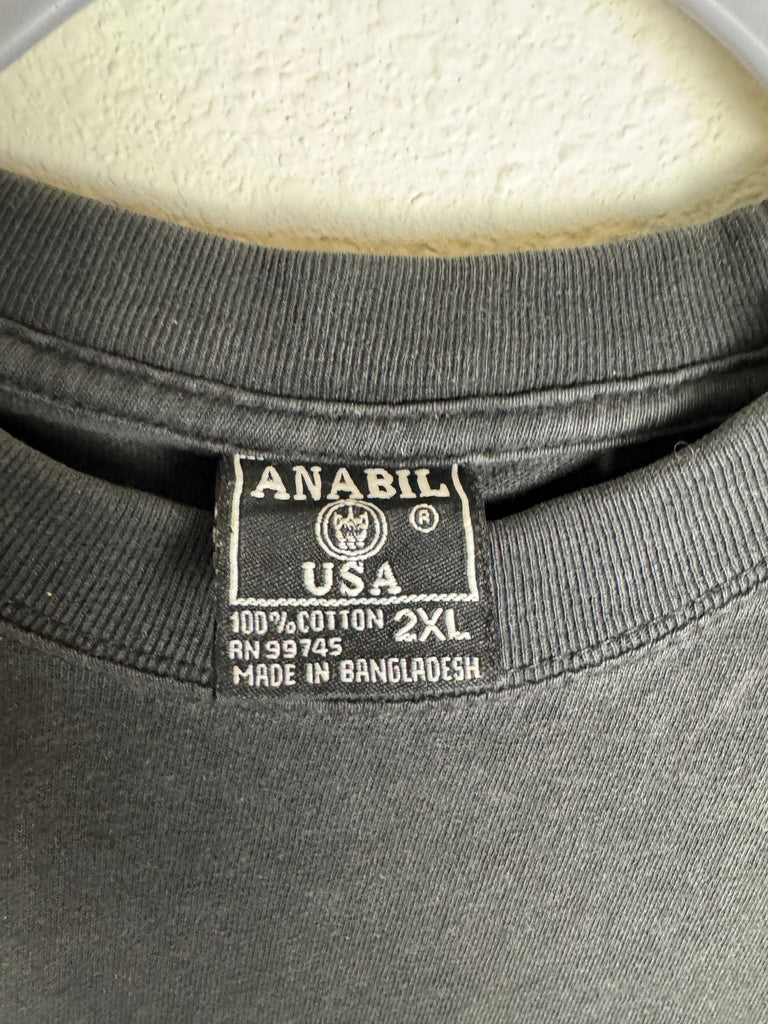 ANABIL
®
USA
100% COTTON 2XL
RN 99745
MADE IN BANGLADESH